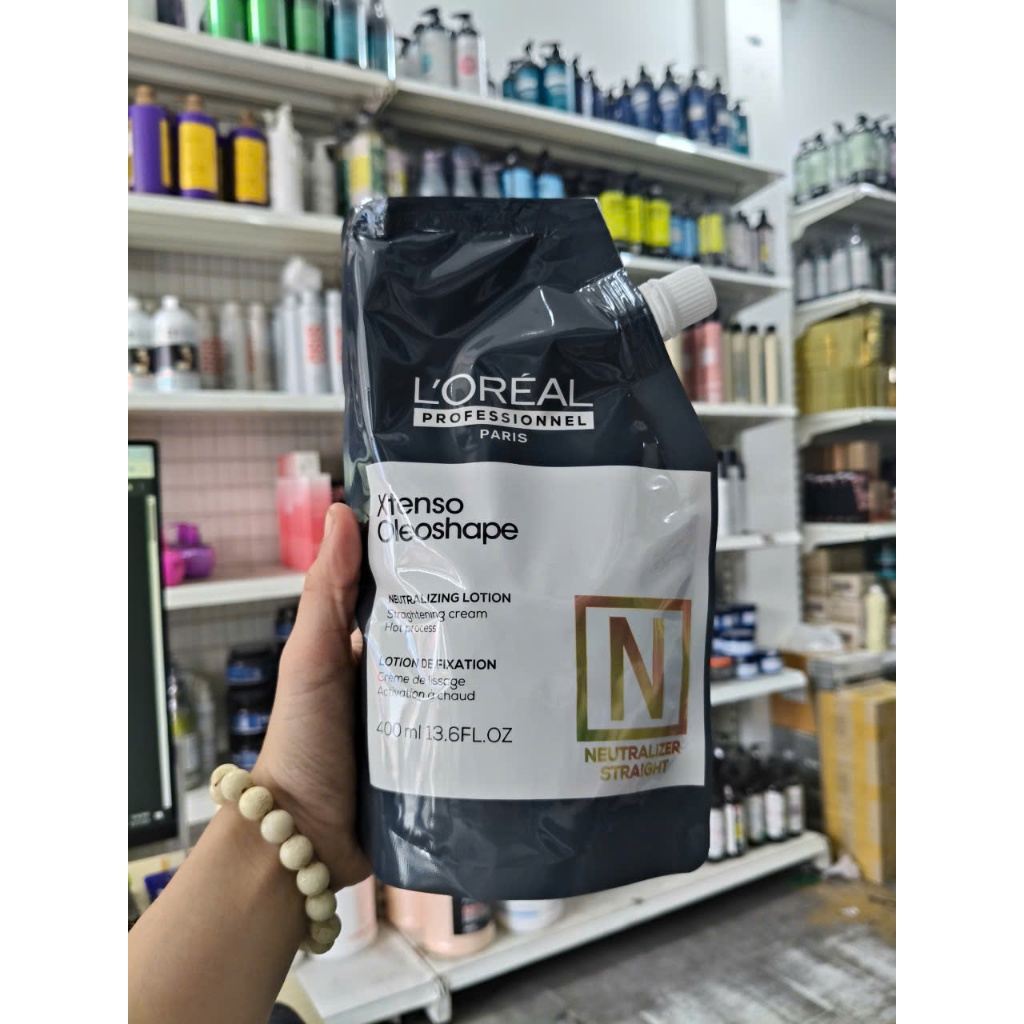 L'ORÉAL
PROFESSIONNEL
PARIS
Xtenso
Oleoshape
NEUTRALIZING LOTION
Straightening cream
Hot process
LOTION DE FIXATION
Crème de lissage
Activation à chaud
400 ml 13.6FL.OZ
N
NEUTRALIZER
STRAIGHT